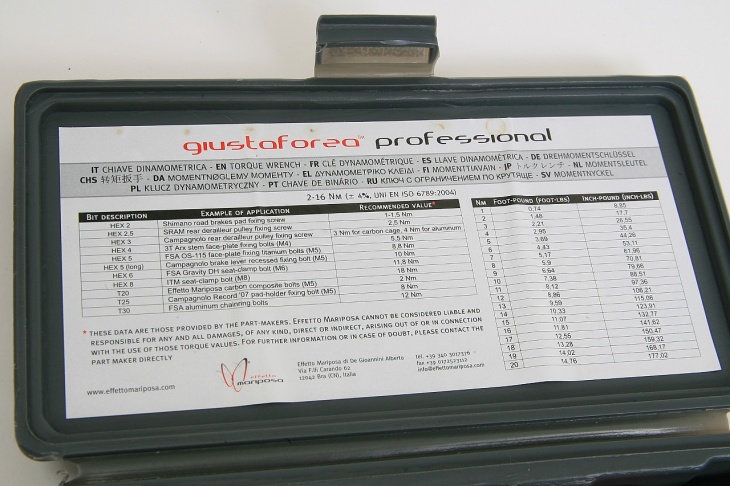 giustaforza™ professional
IT CHIAVE DINAMOMETRICA - EN TORQUE WRENCH - FR CLÉ DYNAMOMÉTRIQUE - ES LLAVE DINAMOMÉTRICA - DE DREHMOMENTSCHLÜSSEL
CHS 转矩扳手 - DA MOMENTNØGLEMY MOMENTY - EL ΔΥΝΑΜΟΜΕΤΡΙΚΟ ΚΛΕΙΔΙ - FI MOMENTTIAVAIN - JP トルクレンチ - NL MOMENTSLEUTEL
PL KLUCZ DYNAMOMETRYCZNY - PT CHAVE DE BINÁRIO - RU КЛЮЧ С ОГРАНИЧЕНИЕМ ПО КРУТЯЩЕ - SV MOMENTNYCKEL
2-16 NM (± 4%, UNI EN ISO 6789:2004)
BIT DESCRIPTION EXAMPLE OF APPLICATION RECOMMENDED VALUE*
HEX 2 Shimano road brakes pad fixing screw 1-1,5 Nm
HEX 2,5 SRAM rear derailleur pulley fixing screw 2,5 Nm
HEX 3 Campagnolo rear derailleur pulley fixing screw 3 Nm for carbon cage, 4 Nm for aluminum
HEX 4 3T Arx stem face-plate fixing bolts (M4) 5,5 Nm
HEX 5 FSA OS-115 face-plate fixing titanium bolts (M5) 8,8 Nm
HEX 5 (long) Campagnolo brake lever recessed fixing bolt (M5) 10 Nm
HEX 6 FSA Gravity DH seat-clamp bolt (M6) 11,8 Nm
HEX 8 ITM seat-clamp bolt (M8) 18 Nm
T20 Effetto Mariposa carbon composite bolts (M5) 2 Nm
T25 Campagnolo Record '07 pad-holder fixing bolt (M5) 8 Nm
T30 FSA aluminum chainring bolts 12 Nm
* THESE DATA ARE THOSE PROVIDED BY THE PART-MAKERS. EFFETTO MARIPOSA CANNOT BE CONSIDERED LIABLE AND
RESPONSIBLE FOR ANY AND ALL DAMAGES, OF ANY KIND, DIRECT OR INDIRECT, ARISING OUT OF OR IN CONNECTION
WITH THE USE OF THOSE TORQUE VALUES. FOR FURTHER INFORMATION OR IN CASE OF DOUBT, PLEASE CONTACT THE
PART MAKER DIRECTLY
NM FOOT-POUND (FOOT-LBS) INCH-POUND (INCH-LBS)
1 0,74 8,85
2 1,48 17,7
3 2,21 26,55
4 2,95 35,4
5 3,69 44,26
6 4,43 53,11
7 5,17 61,96
8 5,9 70,81
9 6,64 79,66
10 7,38 88,51
11 8,12 97,36
12 8,86 106,21
13 9,59 115,06
14 10,33 123,91
15 11,07 132,77
16 11,81 141,62
17 12,55 150,47
18 13,28 159,32
19 14,02 168,17
20 14,76 177,02
www.effettomariposa.com
effetto
mariposa
Effetto Mariposa di De Gioannini Alberto
Via F.lli Carando 62
12042 Bra (CN), Italia
tel. +39 340 3017376
fax +39 0172523112
info@effettomariposa.com